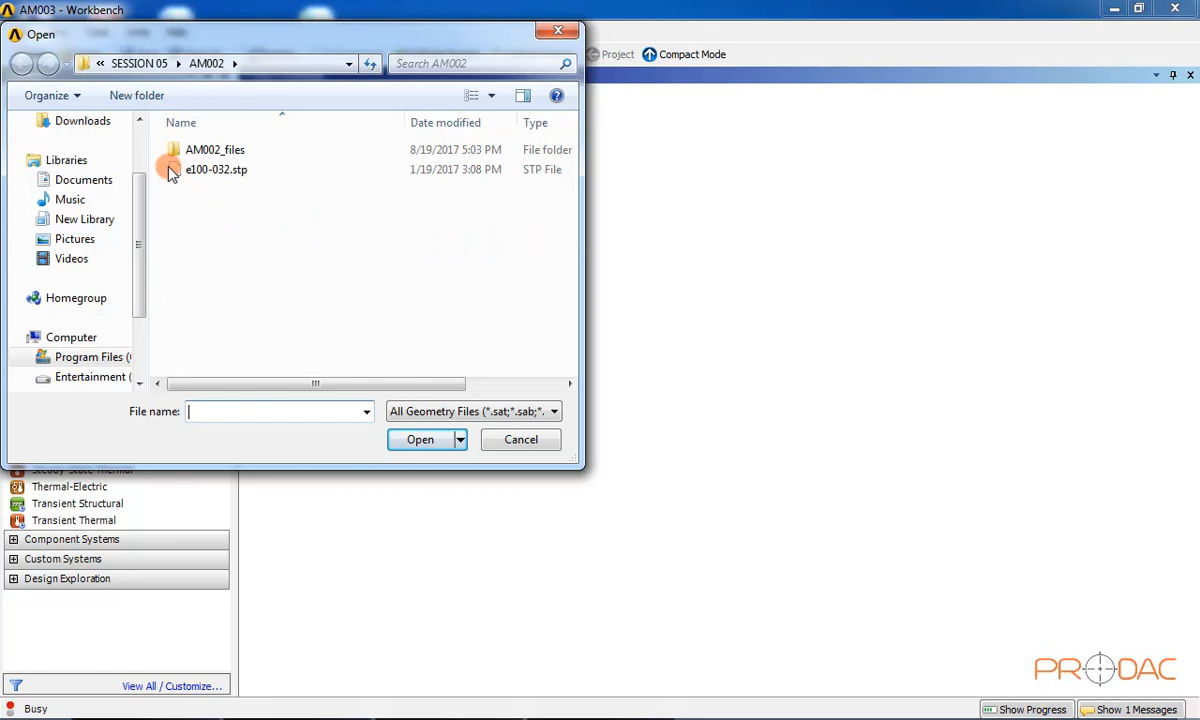 AM003 - Workbench
Open
« SESSION 05 AM002
Search AM002
Project
Compact Mode
Organize
New folder
Name
Date modified
Type
AM002_files
8/19/2017 5:03 PM
File folder
e100-032.stp
1/19/2017 3:08 PM
STP File
Downloads
Libraries
Documents
Music
New Library
Pictures
Videos
Homegroup
Computer
Program Files (
Entertainment (
File name:
All Geometry Files (*.sat;*.sab;*.
Open
Cancel
Steady-State Thermal
Thermal-Electric
Transient Structural
Transient Thermal
Component Systems
Custom Systems
Design Exploration
View All / Customize...
PRODAC
Busy
Show Progress
Show 1 Messages